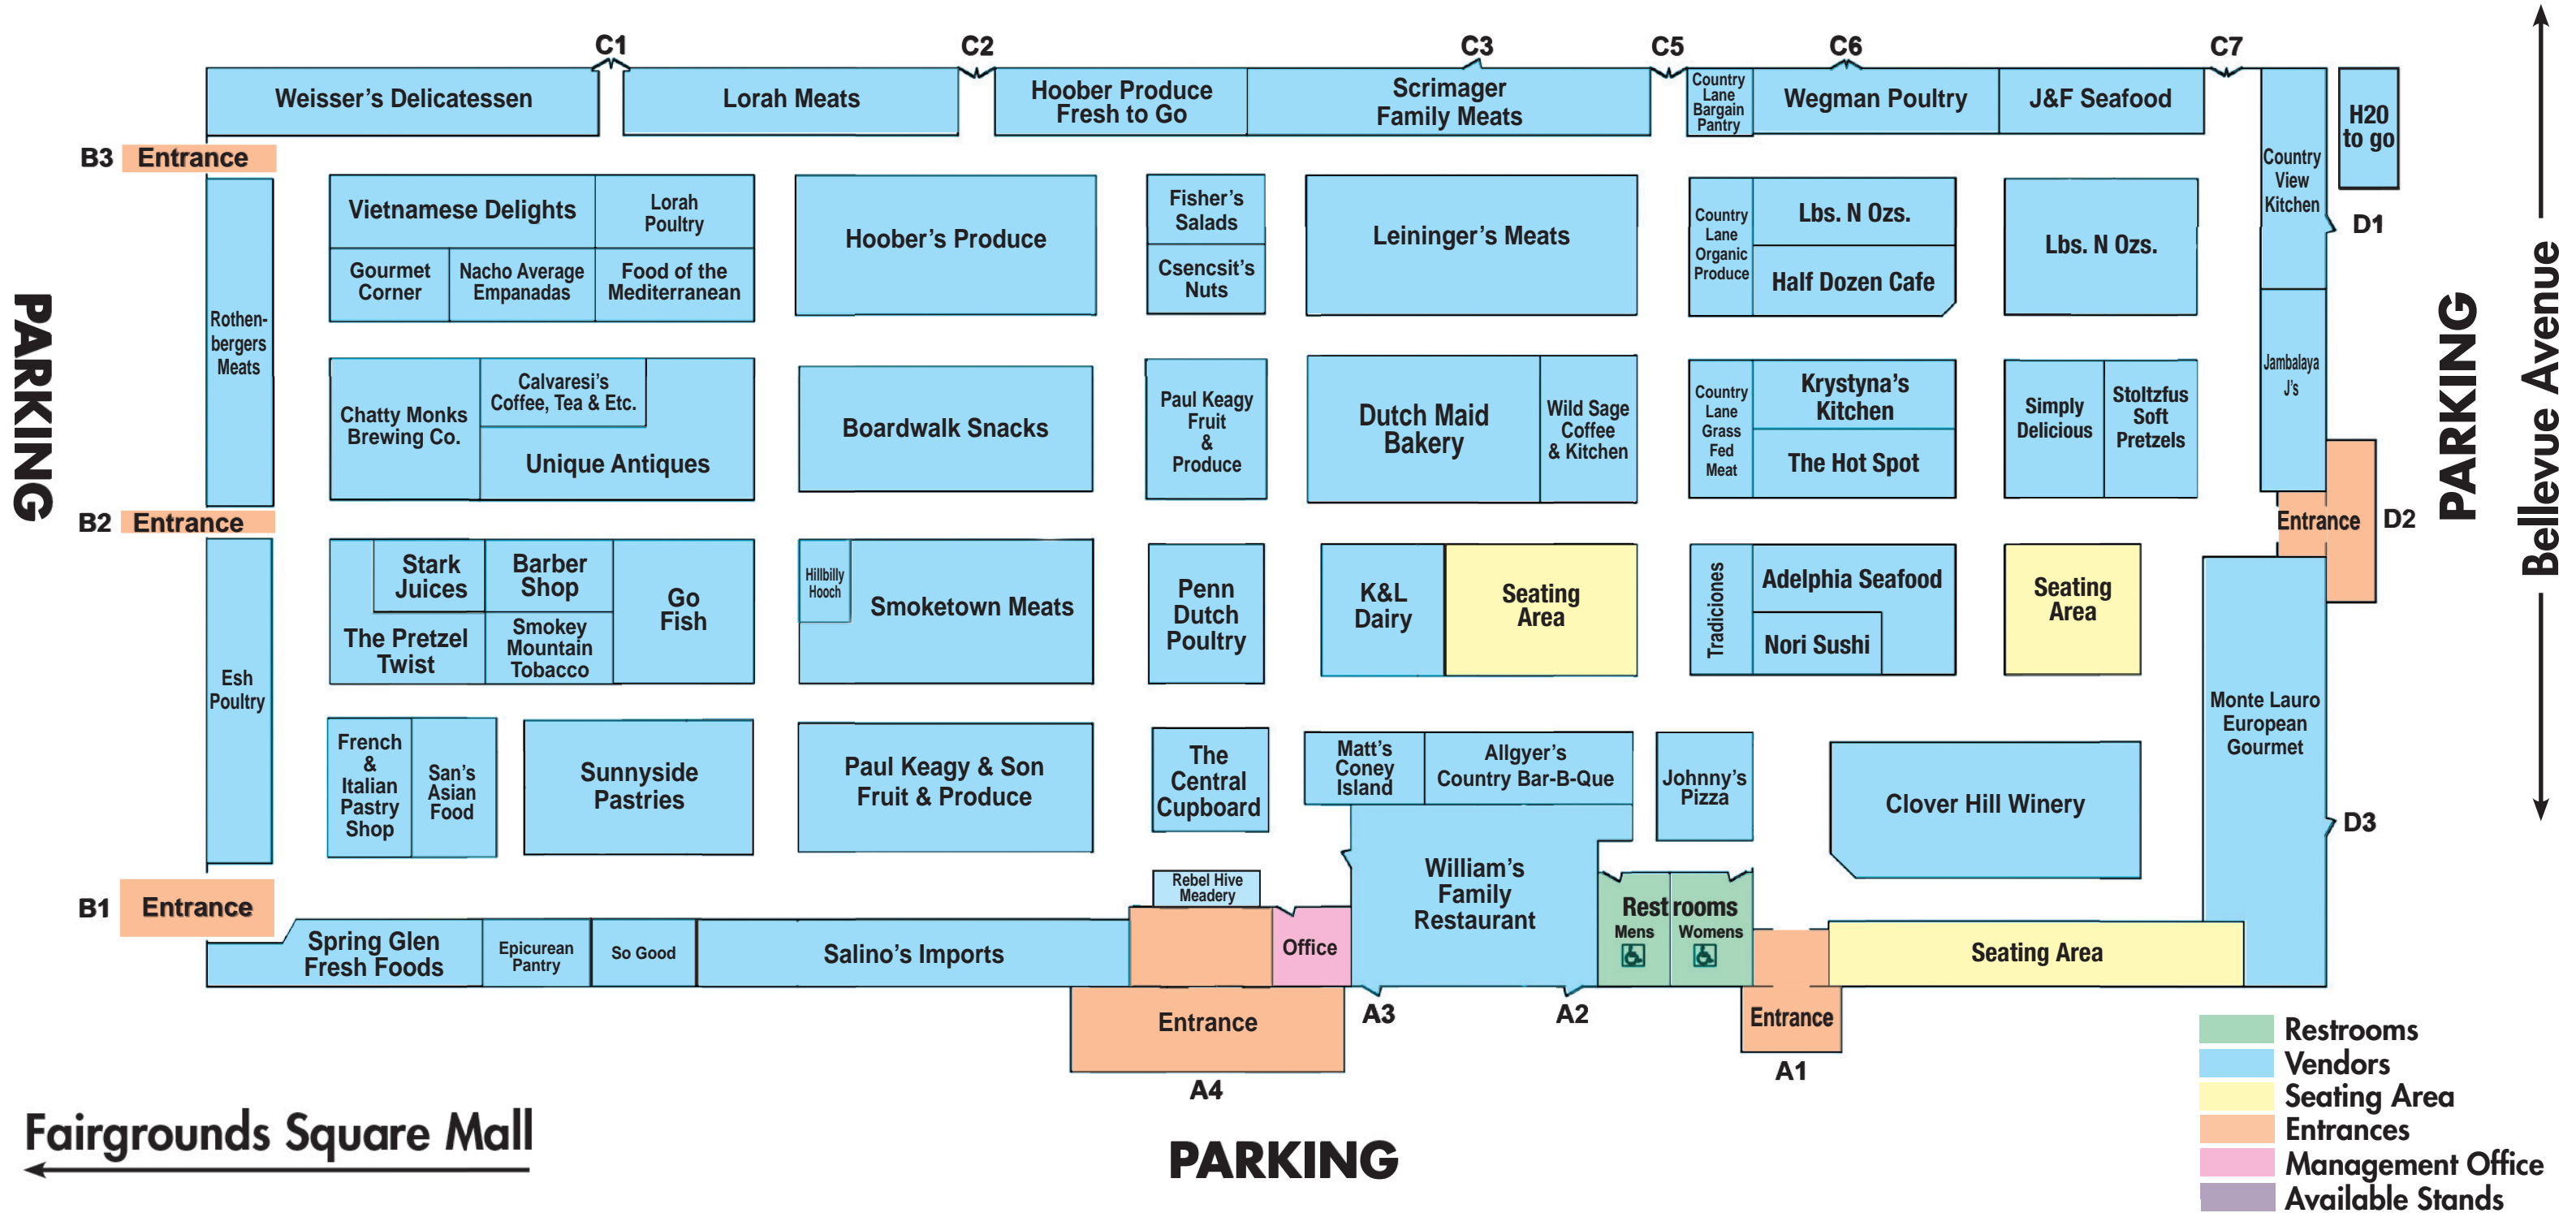 C1
C2
C3
C5
C6
C7
Weisser's Delicatessen
Lorah Meats
Hoober Produce
Fresh to Go
Scrimager
Family Meats
Country
Lane
Bargain
Pantry
Wegman Poultry
J&F Seafood
H20
to go
B3
Entrance
Country
View
Kitchen
D1
Vietnamese Delights
Lorah
Poultry
Gourmet
Corner
Nacho Average
Empanadas
Food of the
Mediterranean
Hoober's Produce
Fisher's
Salads
Csencsit's
Nuts
Leininger's Meats
Country
Lane
Organic
Produce
Lbs. N Ozs.
Half Dozen Cafe
Lbs. N Ozs.
PARKING
Rothen-
bergers
Meats
Jambalaya
J's
PARKING
Bellevue Avenue
Chatty Monks
Brewing Co.
Calvaresi's
Coffee, Tea & Etc.
Unique Antiques
Boardwalk Snacks
Paul Keagy
Fruit
&
Produce
Dutch Maid
Bakery
Wild Sage
Coffee
& Kitchen
Country
Lane
Grass
Fed
Meat
Krystyna's
Kitchen
The Hot Spot
Simply
Delicious
Stoltzfus
Soft
Pretzels
B2
Entrance
Entrance
D2
Esh
Poultry
Stark
Juices
The Pretzel
Twist
Barber
Shop
Smokey
Mountain
Tobacco
Go
Fish
Hillbilly
Hooch
Smoketown Meats
Penn
Dutch
Poultry
K&L
Dairy
Seating
Area
Tradiciones
Adelphia Seafood
Nori Sushi
Seating
Area
Monte Lauro
European
Gourmet
D3
French
&
Italian
Pastry
Shop
San's
Asian
Food
Sunnyside
Pastries
Paul Keagy & Son
Fruit & Produce
The
Central
Cupboard
Matt's
Coney
Island
Allgyer's
Country Bar-B-Que
Johnny's
Pizza
Clover Hill Winery
B1
Entrance
Spring Glen
Fresh Foods
Epicurean
Pantry
So Good
Salino's Imports
Rebel Hive
Meadery
Office
William's
Family
Restaurant
Restrooms
Mens
Womens
Seating Area
Entrance
A4
A3
A2
Entrance
A1
Fairgrounds Square Mall
PARKING
Restrooms
Vendors
Seating Area
Entrances
Management Office
Available Stands